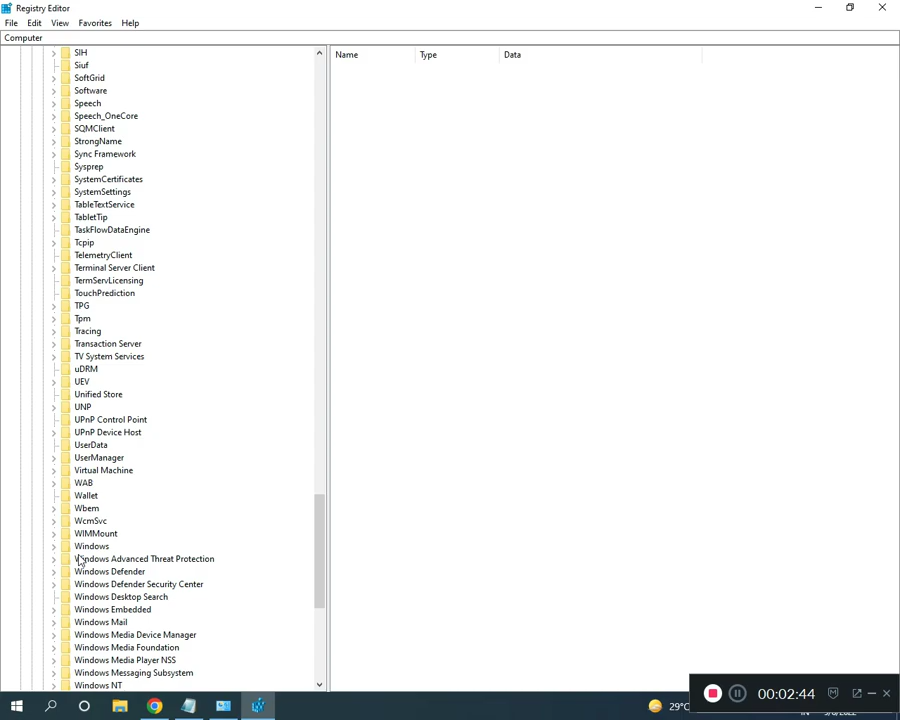 Registry Editor
File Edit View Favorites Help
Computer
Name Type Data
SIH
Siuf
SoftGrid
Software
Speech
Speech_OneCore
SQMClient
StrongName
Sync Framework
Sysprep
SystemCertificates
SystemSettings
TableTextService
TabletTip
TaskFlowDataEngine
Tcpip
TelemetryClient
Terminal Server Client
TermServLicensing
TouchPrediction
TPG
Tpm
Tracing
Transaction Server
TV System Services
uDRM
UEV
Unified Store
UNP
UPnP Control Point
UPnP Device Host
UserData
UserManager
Virtual Machine
WAB
Wallet
Wbem
WcmSvc
WIMMount
Windows
Windows Advanced Threat Protection
Windows Defender
Windows Defender Security Center
Windows Desktop Search
Windows Embedded
Windows Mail
Windows Media Device Manager
Windows Media Foundation
Windows Media Player NSS
Windows Messaging Subsystem
Windows NT
00:02:44
29°C